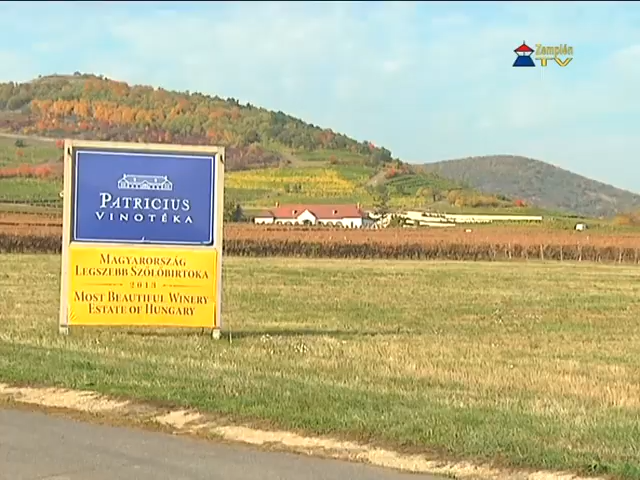 Zemplén
TV
PATRICIUS
VINOTÉKA
MAGYARORSZÁG
LEGSZEBB SZŐLŐBIRTOKA
2013
MOST BEAUTIFUL WINERY
ESTATE OF HUNGARY